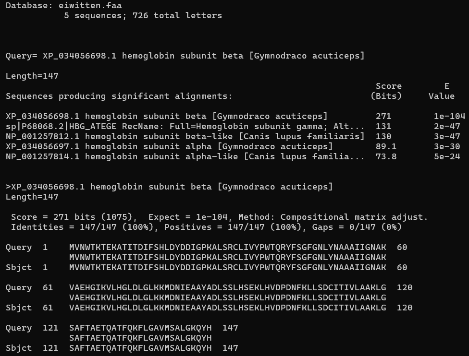 Database: eiwitten.faa
5 sequences; 726 total letters
Query= XP_034056698.1 hemoglobin subunit beta [Gymnodraco acuticeps]
Length=147
Score E
Sequences producing significant alignments: (Bits) Value
XP_034056698.1 hemoglobin subunit beta [Gymnodraco acuticeps] 271 1e-104
sp|P68068.2|HBG_ATEGE RecName: Full=Hemoglobin subunit gamma; Alt... 131 2e-47
NP_001257812.1 hemoglobin subunit beta-like [Canis lupus familiaris] 130 3e-47
XP_034056697.1 hemoglobin subunit alpha [Gymnodraco acuticeps] 89.1 3e-30
NP_001257814.1 hemoglobin subunit alpha-like [Canis lupus familia... 73.8 5e-24
>XP_034056698.1 hemoglobin subunit beta [Gymnodraco acuticeps]
Length=147
Score = 271 bits (1075), Expect = 1e-104, Method: Compositional matrix adjust.
Identities = 147/147 (100%), Positives = 147/147 (100%), Gaps = 0/147 (0%)
Query 1 MVNWTKTEKATITDIFSHLDYDDIGPKALSRCLIVYPWTQRYFSGFGNLYNAAAIIGNAK 60
MVNWTKTEKATITDIFSHLDYDDIGPKALSRCLIVYPWTQRYFSGFGNLYNAAAIIGNAK
Sbjct 1 MVNWTKTEKATITDIFSHLDYDDIGPKALSRCLIVYPWTQRYFSGFGNLYNAAAIIGNAK 60
Query 61 VAEHGIKVLHGLDLGLKKMDNIEAAYADLSSLHSEKLHVDPDNFKLLSDCITIVLAAKLG 120
VAEHGIKVLHGLDLGLKKMDNIEAAYADLSSLHSEKLHVDPDNFKLLSDCITIVLAAKLG
Sbjct 61 VAEHGIKVLHGLDLGLKKMDNIEAAYADLSSLHSEKLHVDPDNFKLLSDCITIVLAAKLG 120
Query 121 SAFTAETQATFQKFLGAVMSALGKQYH 147
SAFTAETQATFQKFLGAVMSALGKQYH
Sbjct 121 SAFTAETQATFQKFLGAVMSALGKQYH 147